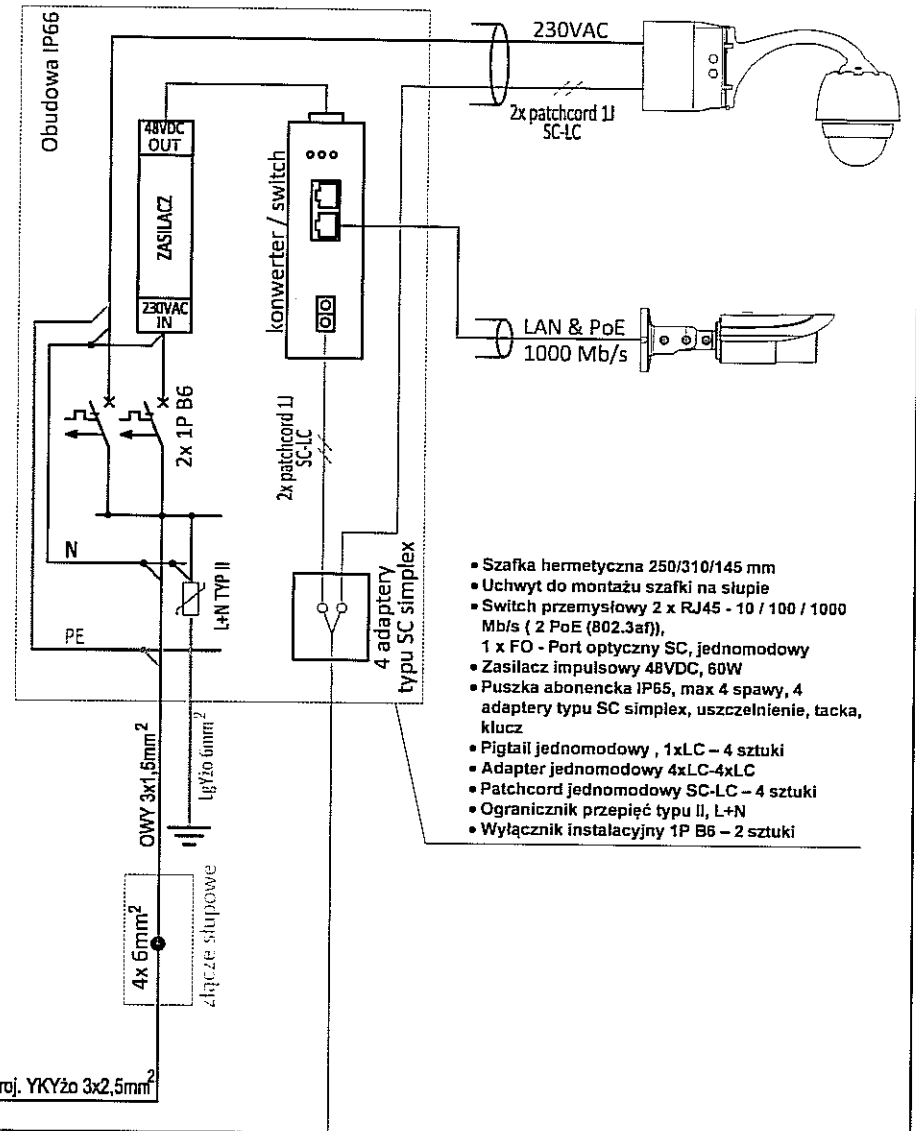 Obudowa IP66
230VAC
2x patchcord 1J
SC-LC
48VDC
OUT
ZASILACZ
230VAC
IN
konwerter / switch
LAN & PoE
1000 Mb/s
2x 1P B6
2x patchcord 1J
SC-LC
N
L+N TYP II
PE
4 adaptery
typu SC simplex
OWY 3x1,5mm²
LgYżo 6mm²
4x 6mm²
złącze słupowe
roj. YKYżo 3x2,5mm²
• Szafka hermetyczna 250/310/145 mm
• Uchwyt do montażu szafki na słupie
• Switch przemysłowy 2 x RJ45 - 10 / 100 / 1000
Mb/s ( 2 PoE (802.3af)),
1 x FO - Port optyczny SC, jednomodowy
• Zasilacz impulsowy 48VDC, 60W
• Puszka abonencka IP65, max 4 spawy, 4
adaptery typu SC simplex, uszczelnienie, tacka,
klucz
• Pigtail jednomodowy , 1xLC – 4 sztuki
• Adapter jednomodowy 4xLC-4xLC
• Patchcord jednomodowy SC-LC – 4 sztuki
• Ogranicznik przepięć typu II, L+N
• Wyłącznik instalacyjny 1P B6 – 2 sztuki